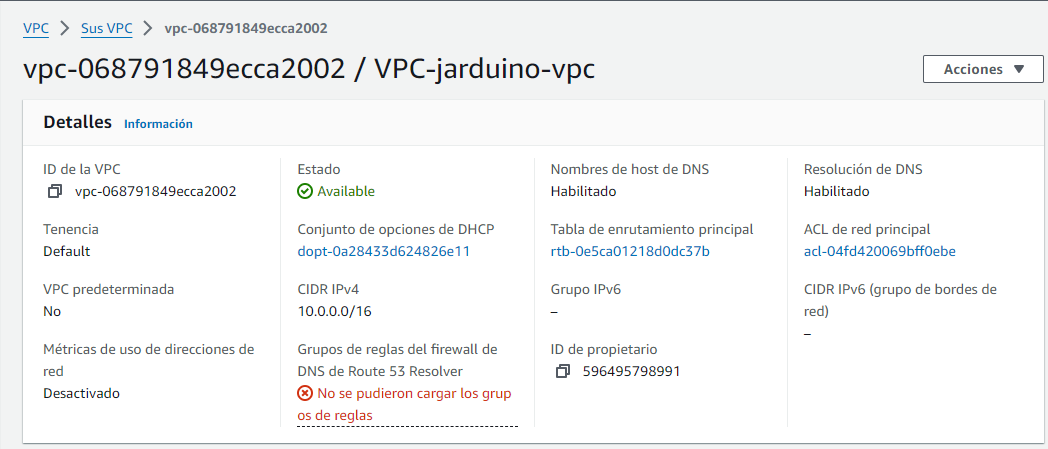 VPC > Sus VPC > vpc-068791849ecca2002
vpc-068791849ecca2002 / VPC-jarduino-vpc
Acciones
Detalles Información
ID de la VPC
vpc-068791849ecca2002
Estado
Available
Nombres de host de DNS
Habilitado
Resolución de DNS
Habilitado
Tenencia
Default
Conjunto de opciones de DHCP
dopt-0a28433d624826e11
Tabla de enrutamiento principal
rtb-0e5ca01218d0dc37b
ACL de red principal
acl-04fd420069bff0ebe
VPC predeterminada
No
CIDR IPv4
10.0.0.0/16
Grupo IPv6
–
CIDR IPv6 (grupo de bordes de
red)
–
Métricas de uso de direcciones de
red
Desactivado
Grupos de reglas del firewall de
DNS de Route 53 Resolver
No se pudieron cargar los grup
os de reglas
ID de propietario
596495798991